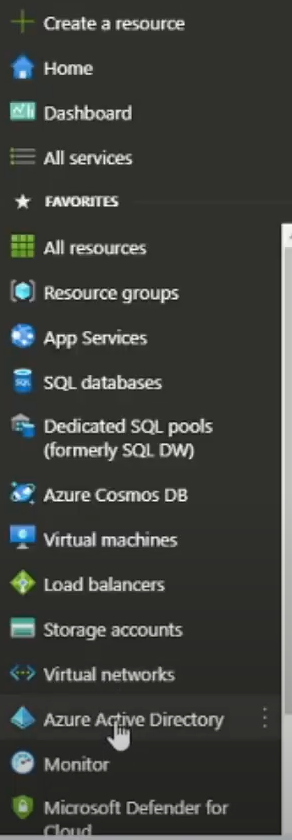 Create a resource
Home
Dashboard
All services
FAVORITES
All resources
Resource groups
App Services
SQL databases
Dedicated SQL pools
(formerly SQL DW)
Azure Cosmos DB
Virtual machines
Load balancers
Storage accounts
Virtual networks
Azure Active Directory
Monitor
Microsoft Defender for
Cloud